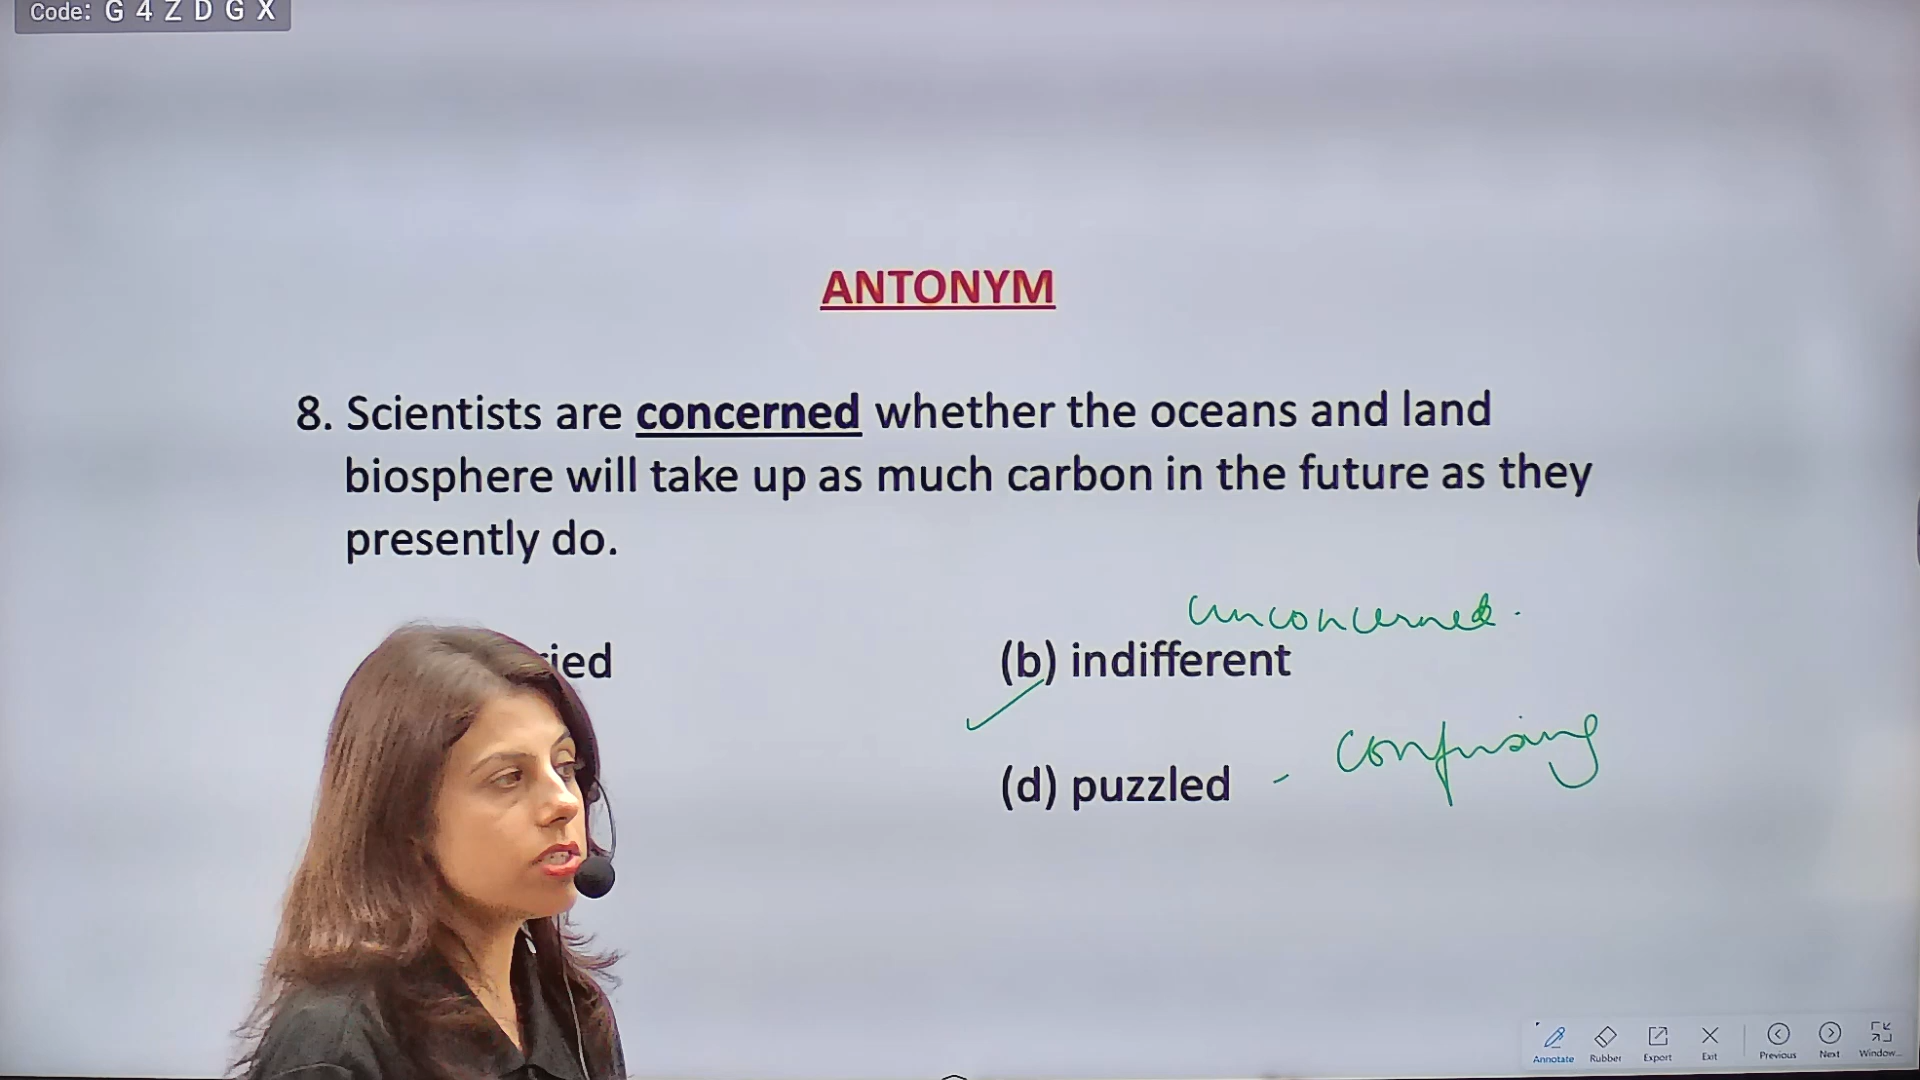 Code: G 4 Z D G X
ANTONYM
8. Scientists are concerned whether the oceans and land
biosphere will take up as much carbon in the future as they
presently do.
unconcerned.
(b) indifferent
(d) puzzled - confusing
Annotate Rubber Export Exit Previous Next Window...